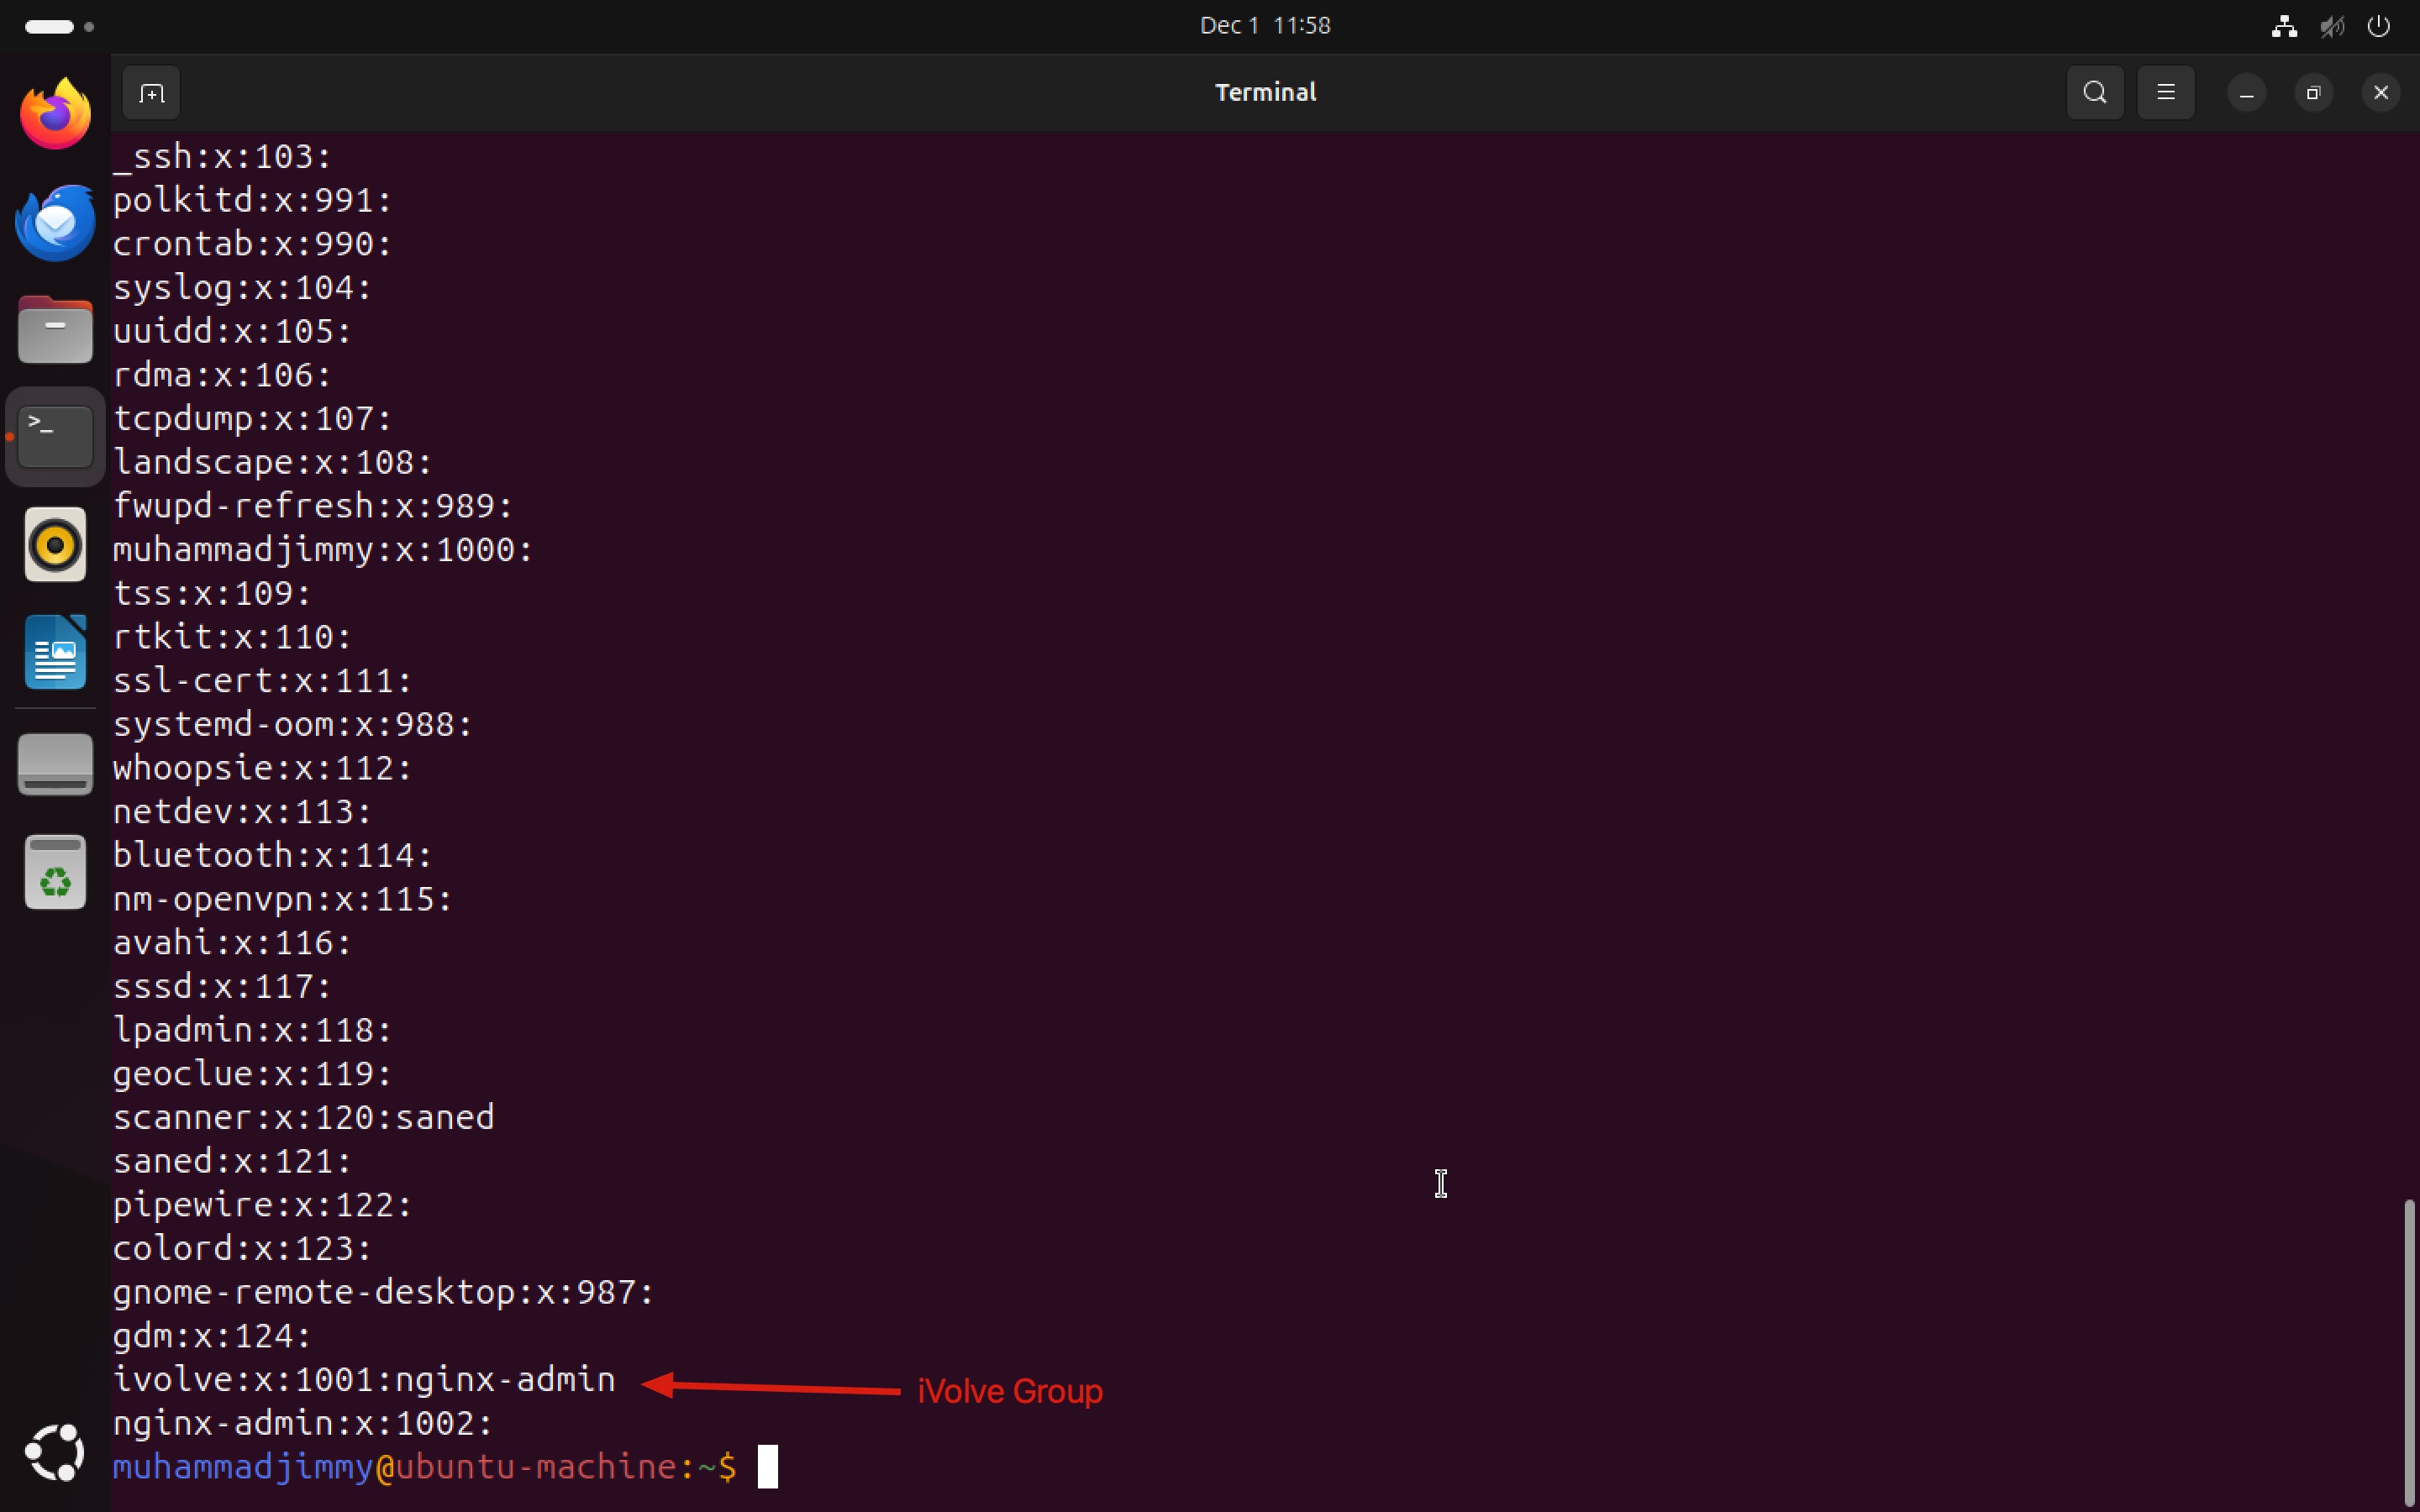 Dec 1 11:58
Terminal
_ssh:x:103:
polkitd:x:991:
crontab:x:990:
syslog:x:104:
uuidd:x:105:
rdma:x:106:
tcpdump:x:107:
landscape:x:108:
fwupd-refresh:x:989:
muhammadjimmy:x:1000:
tss:x:109:
rtkit:x:110:
ssl-cert:x:111:
systemd-oom:x:988:
whoopsie:x:112:
netdev:x:113:
bluetooth:x:114:
nm-openvpn:x:115:
avahi:x:116:
sssd:x:117:
lpadmin:x:118:
geoclue:x:119:
scanner:x:120:saned
saned:x:121:
pipewire:x:122:
colord:x:123:
gnome-remote-desktop:x:987:
gdm:x:124:
ivolve:x:1001:nginx-admin iVolve Group
nginx-admin:x:1002:
muhammadjimmy@ubuntu-machine:~$